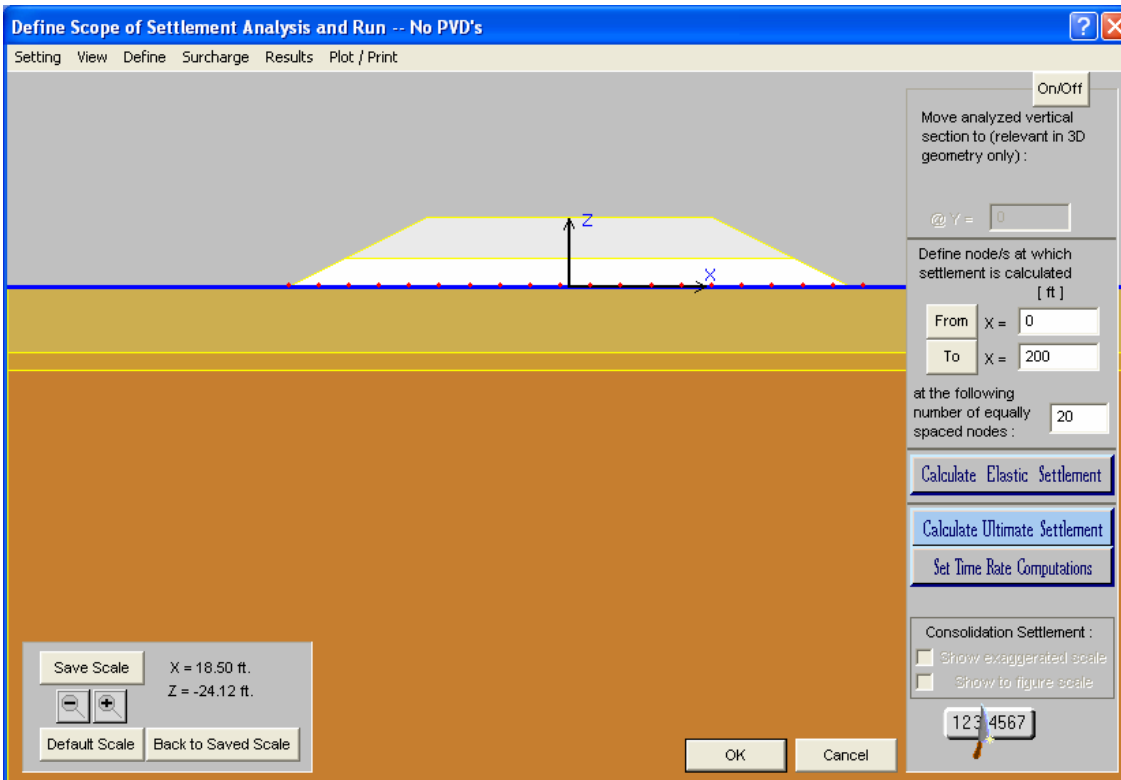 Define Scope of Settlement Analysis and Run -- No PVD's
?
Setting View Define Surcharge Results Plot / Print
On/Off
Move analyzed vertical
section to (relevant in 3D
geometry only) :
@ Y = 0
Z
X
Define node/s at which
settlement is calculated
[ ft ]
From X = 0
To X = 200
at the following
number of equally
spaced nodes : 20
Calculate Elastic Settlement
Calculate Ultimate Settlement
Set Time Rate Computations
Consolidation Settlement :
Show exaggerated scale
Show to figure scale
123 4567
Save Scale X = 18.50 ft.
Z = -24.12 ft.
Default Scale Back to Saved Scale
OK Cancel